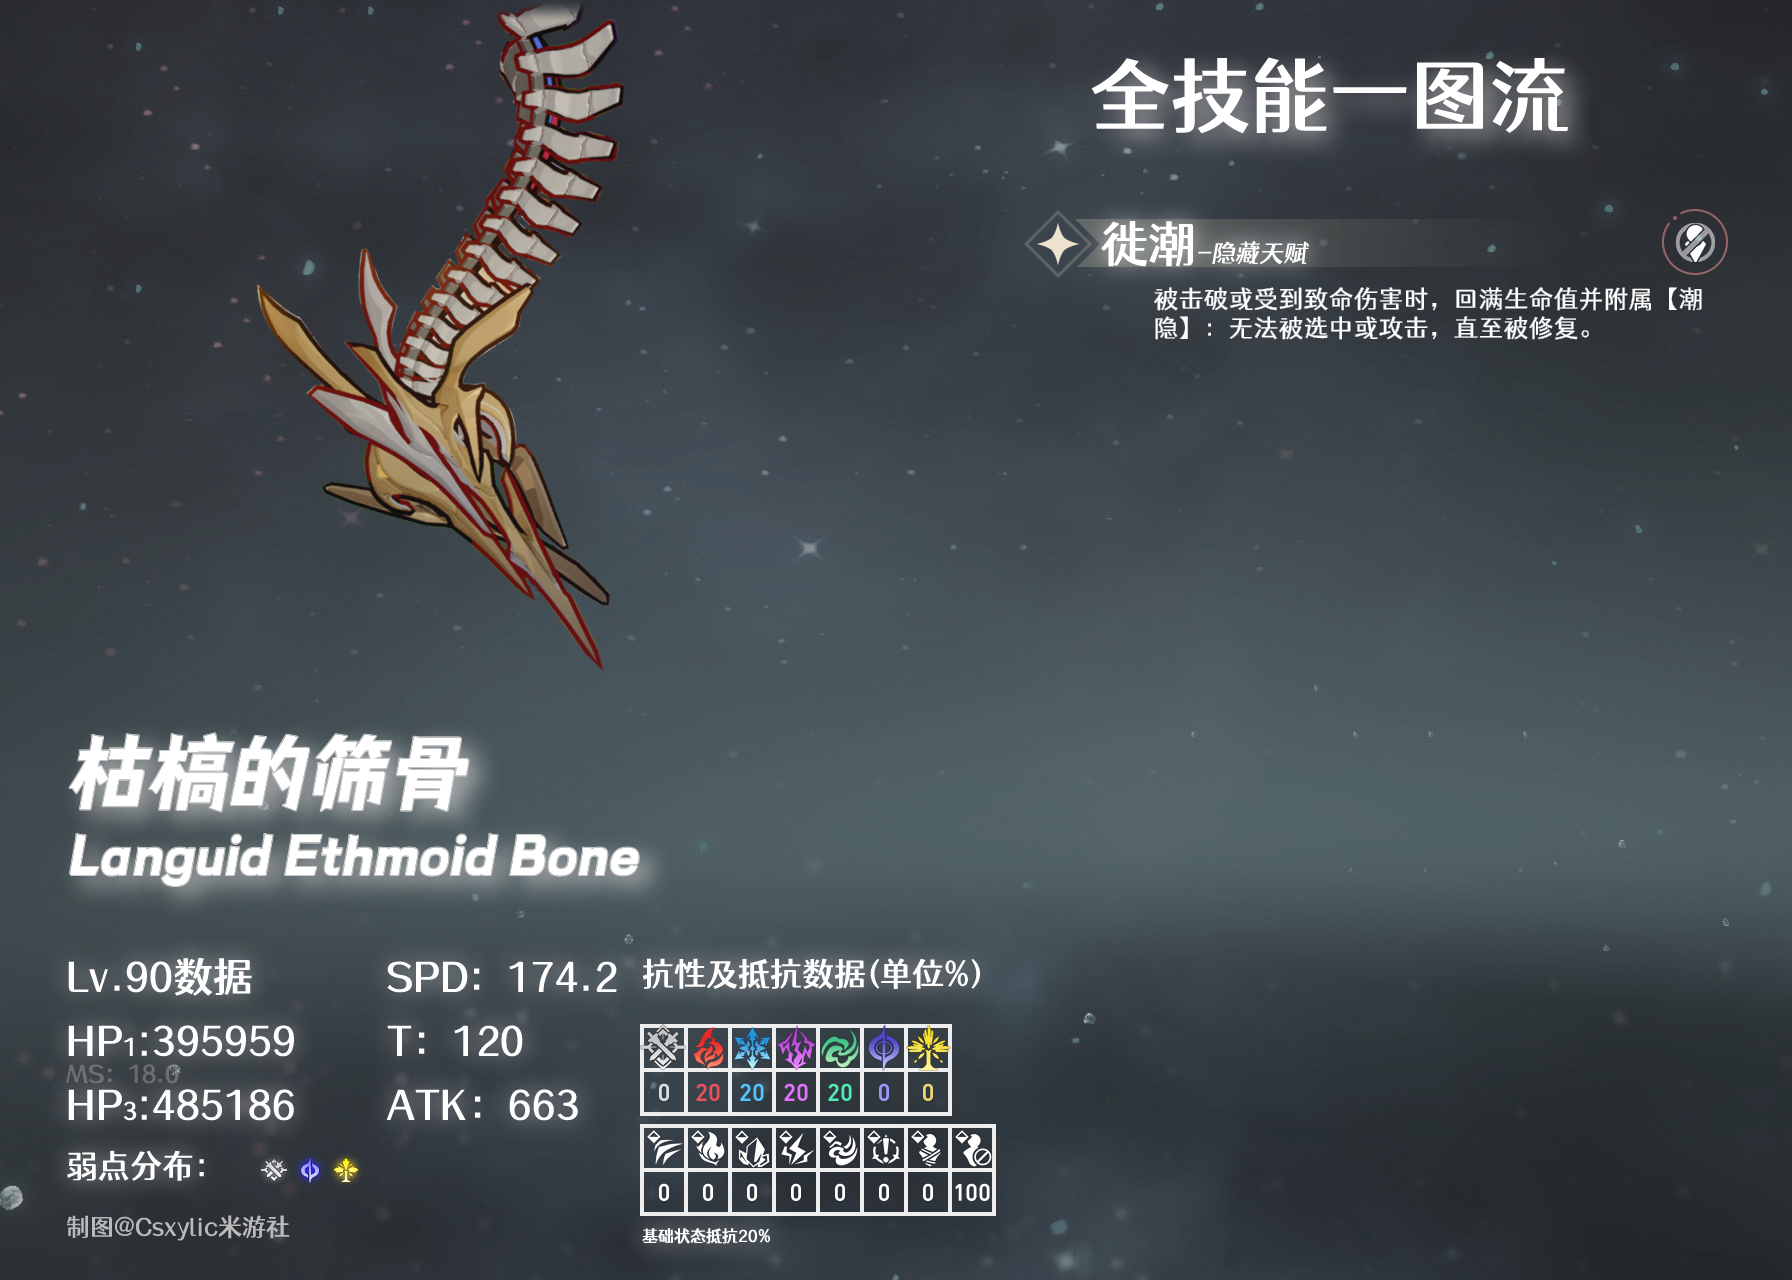 全技能一图流
徙潮-隐藏天赋
被击破或受到致命伤害时，回满生命值并附属【潮
隐】：无法被选中或攻击，直至被修复。
枯槁的筛骨
Languid Ethmoid Bone
Lv.90数据
SPD：174.2
HP1:395959
T：120
MS：18.0
HP3:485186
ATK：663
弱点分布：
制图@Csxylic米游社
抗性及抵抗数据(单位%)
0 20 20 20 20 0 0
0 0 0 0 0 0 0 100
基础状态抵抗20%